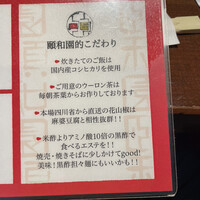 頤和園的こだわり
◆炊きたてのご飯は
国内産コシヒカリを使用
◆ご用意のウーロン茶は
毎朝茶葉からお作りしております
◆本場四川省から直送の花山椒は
麻婆豆腐と相性抜群!!
◆米酢よりアミノ酸10倍の黒酢で
食べるエステを!!
焼売・焼きそばに少しかけてgood!
美味!黒酢担々麺にもいいかも!!